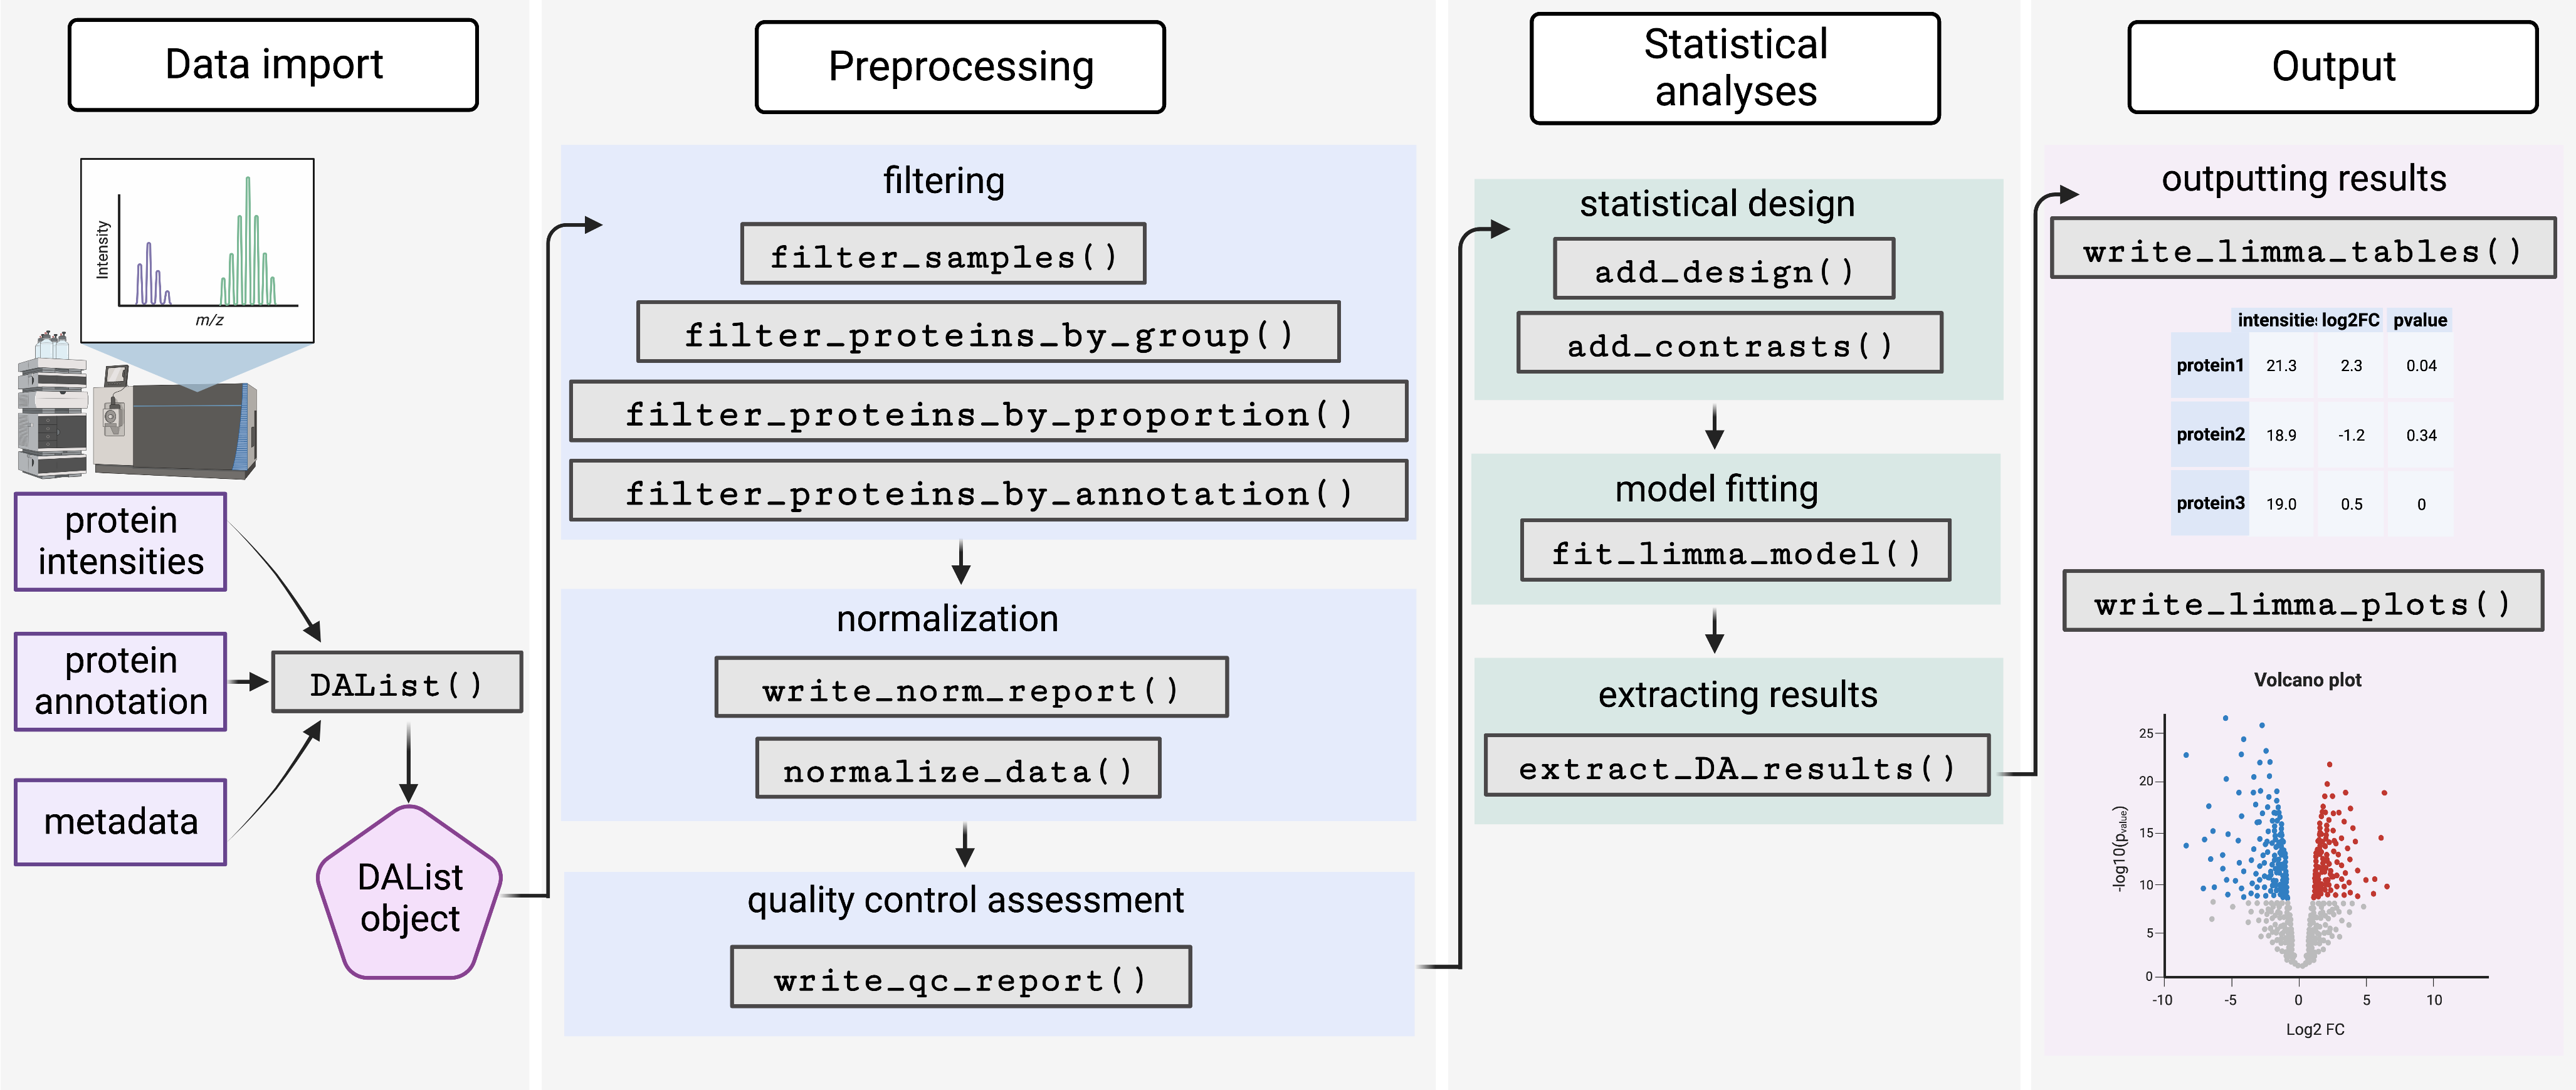 Data import
Intensity
m/z
protein
intensities
protein
annotation
metadata
DAList()
DAList
object
Preprocessing
filtering
filter_samples()
filter_proteins_by_group()
filter_proteins_by_proportion()
filter_proteins_by_annotation()
normalization
write_norm_report()
normalize_data()
quality control assessment
write_qc_report()
Statistical
analyses
statistical design
add_design()
add_contrasts()
model fitting
fit_limma_model()
extracting results
extract_DA_results()
Output
outputting results
write_limma_tables()
intensities log2FC pvalue
protein1 21.3 2.3 0.04
protein2 18.9 -1.2 0.34
protein3 19.0 0.5 0
write_limma_plots()
Volcano plot
-log10(pvalue)
25
20
15
10
5
0
-10 -5 0 5 10
Log2 FC